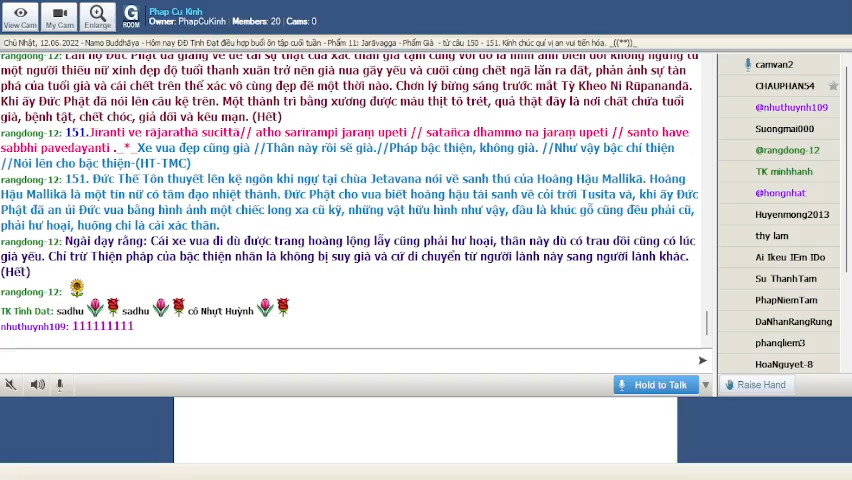 View Cam
My Cam
Enlarge
G
ROOM
Phap Cu Kinh
Owner: PhapCuKinh | Members: 20 | Cams: 0
Chủ Nhật, 12.06.2022 - Namo Buddhāya - Hôm nay ĐĐ Tịnh Đạt điều hợp buổi ôn tập cuối tuần - Phẩm 11: Jarāvagga - Phẩm Già - từ câu 150 - 151. Kính chúc quí vị an vui tiến hóa. _((**))_
một người thiếu nữ xinh đẹp độ tuổi thanh xuân trở nên già nua gầy yếu và cuối cùng chết ngã lăn ra đất, phản ảnh sự tàn
phá của tuổi già và cái chết trên thể xác vô cùng đẹp đẽ một thời nào. Chơn lý bừng sáng trước mắt Tỳ Kheo Ni Rūpanandā.
Khi ấy Đức Phật đã nói lên câu kệ trên. Một thành trì bằng xương được máu thịt tô trét, quả thật đây là nơi chất chứa tuổi
già, bệnh tật, chết chóc, giả dối và kêu mạn. (Hết)
rangdong-12: 151.Jiranti ve rājarathā sucittā// atho sarīrampi jaraṃ upeti // satañca dhammo na jaraṃ upeti // santo have
sabbhi pavedayanti ._*_Xe vua đẹp cũng già //Thân này rồi sẽ già.//Pháp bậc thiện, không già. //Như vậy bậc chí thiện
//Nói lên cho bậc thiện-(HT-TMC)
rangdong-12: 151. Đức Thế Tôn thuyết lên kệ ngôn khi ngự tại chùa Jetavana nói về sanh thú của Hoàng Hậu Mallikā. Hoàng
Hậu Mallikā là một tín nữ có tâm đạo nhiệt thành. Đức Phật cho vua biết hoàng hậu tái sanh về cõi trời Tusita và, khi ấy Đức
Phật đã an ủi Đức vua bằng hình ảnh một chiếc long xa cũ kỹ, những vật hữu hình như vậy, đầu là khúc gỗ cũng đều phải cũ,
phải hư hoại, huống chi là cái xác thân.
rangdong-12: Ngài dạy rằng: Cái xe vua đi dù được trang hoàng lộng lẫy cũng phải hư hoại, thân này dù có trau dồi cũng có lúc
già yếu. Chỉ trừ Thiện pháp của bậc thiện nhân là không bị suy già và cứ di chuyển từ người lành này sang người lành khác.
(Hết)
rangdong-12:
TK Tinh Dat: sadhu sadhu cô Nhựt Huỳnh
nhuthuynh109: 111111111
Hold to Talk
camvan2
CHAUPHAN54
@nhuthuynh109
Suongmai000
@rangdong-12
TK minhhanh
@hongnhat
Huyenmong2013
thy lam
Ai Ikeu IEm IDo
Su ThanhTam
PhapNiemTam
DaNhanRangRung
phanqliem3
HoaNguyet-8
Raise Hand